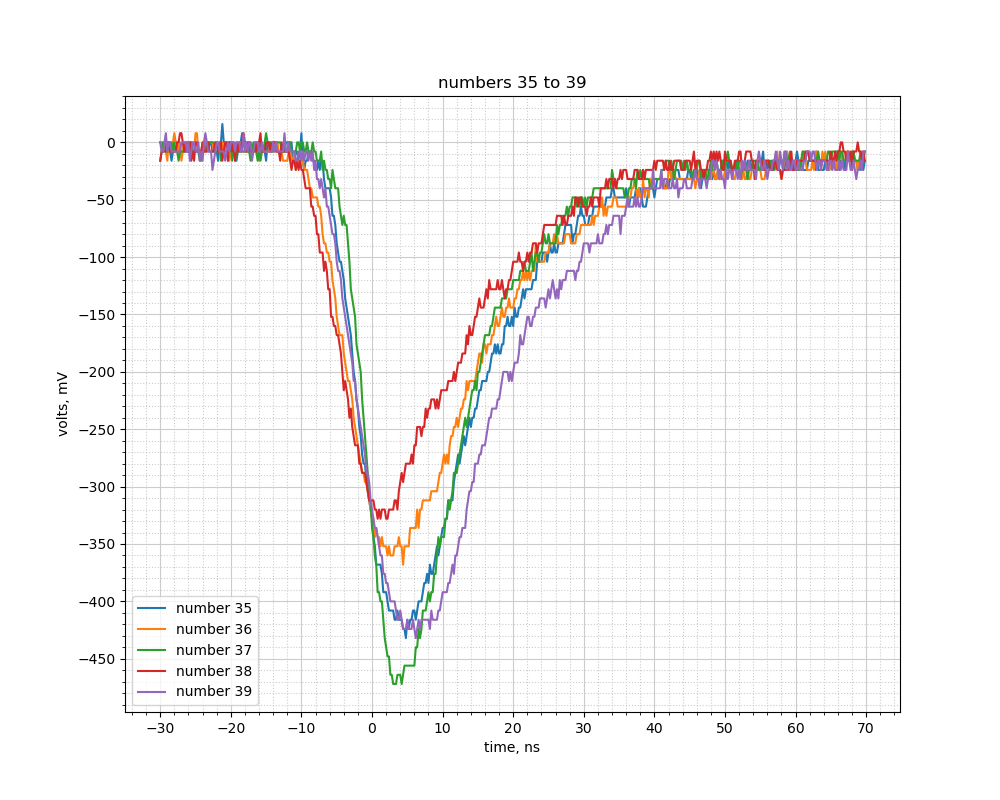 numbers 35 to 39
volts, mV
0
−50
−100
−150
−200
−250
−300
−350
−400
−450
number 35
number 36
number 37
number 38
number 39
−30 −20 −10 0 10 20 30 40 50 60 70
time, ns